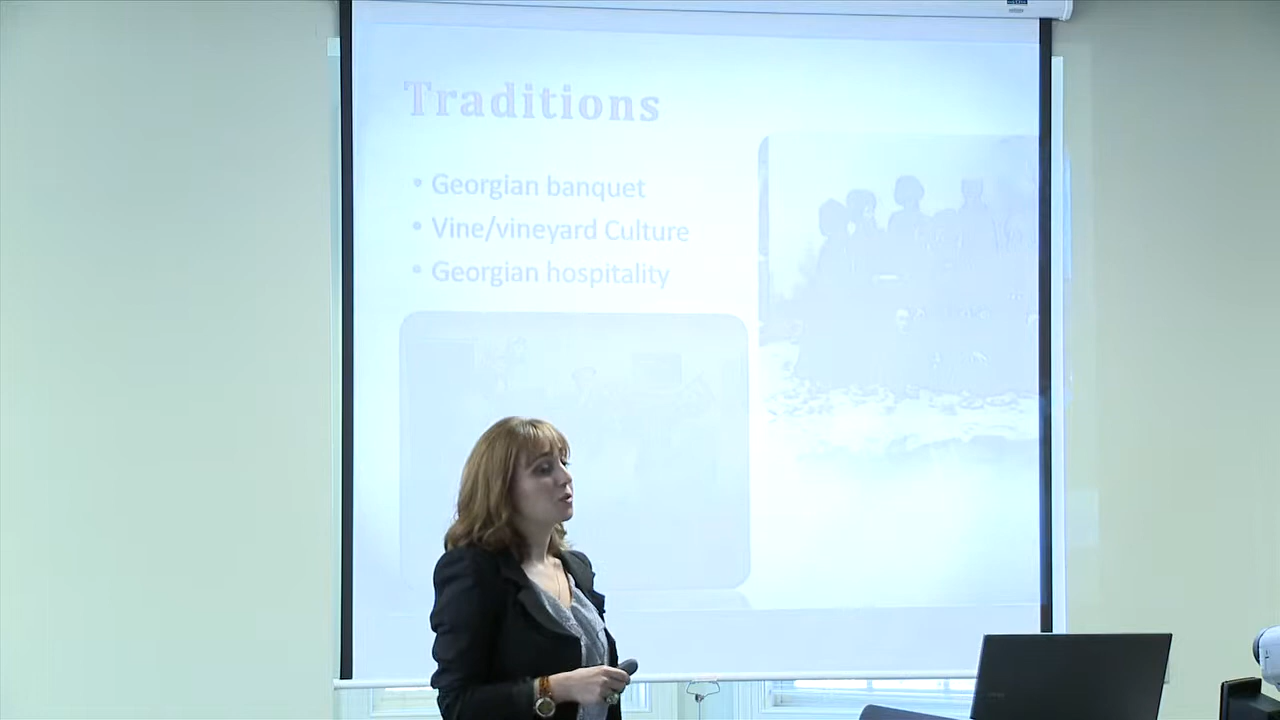 Traditions
• Georgian banquet
• Vine/vineyard Culture
• Georgian hospitality